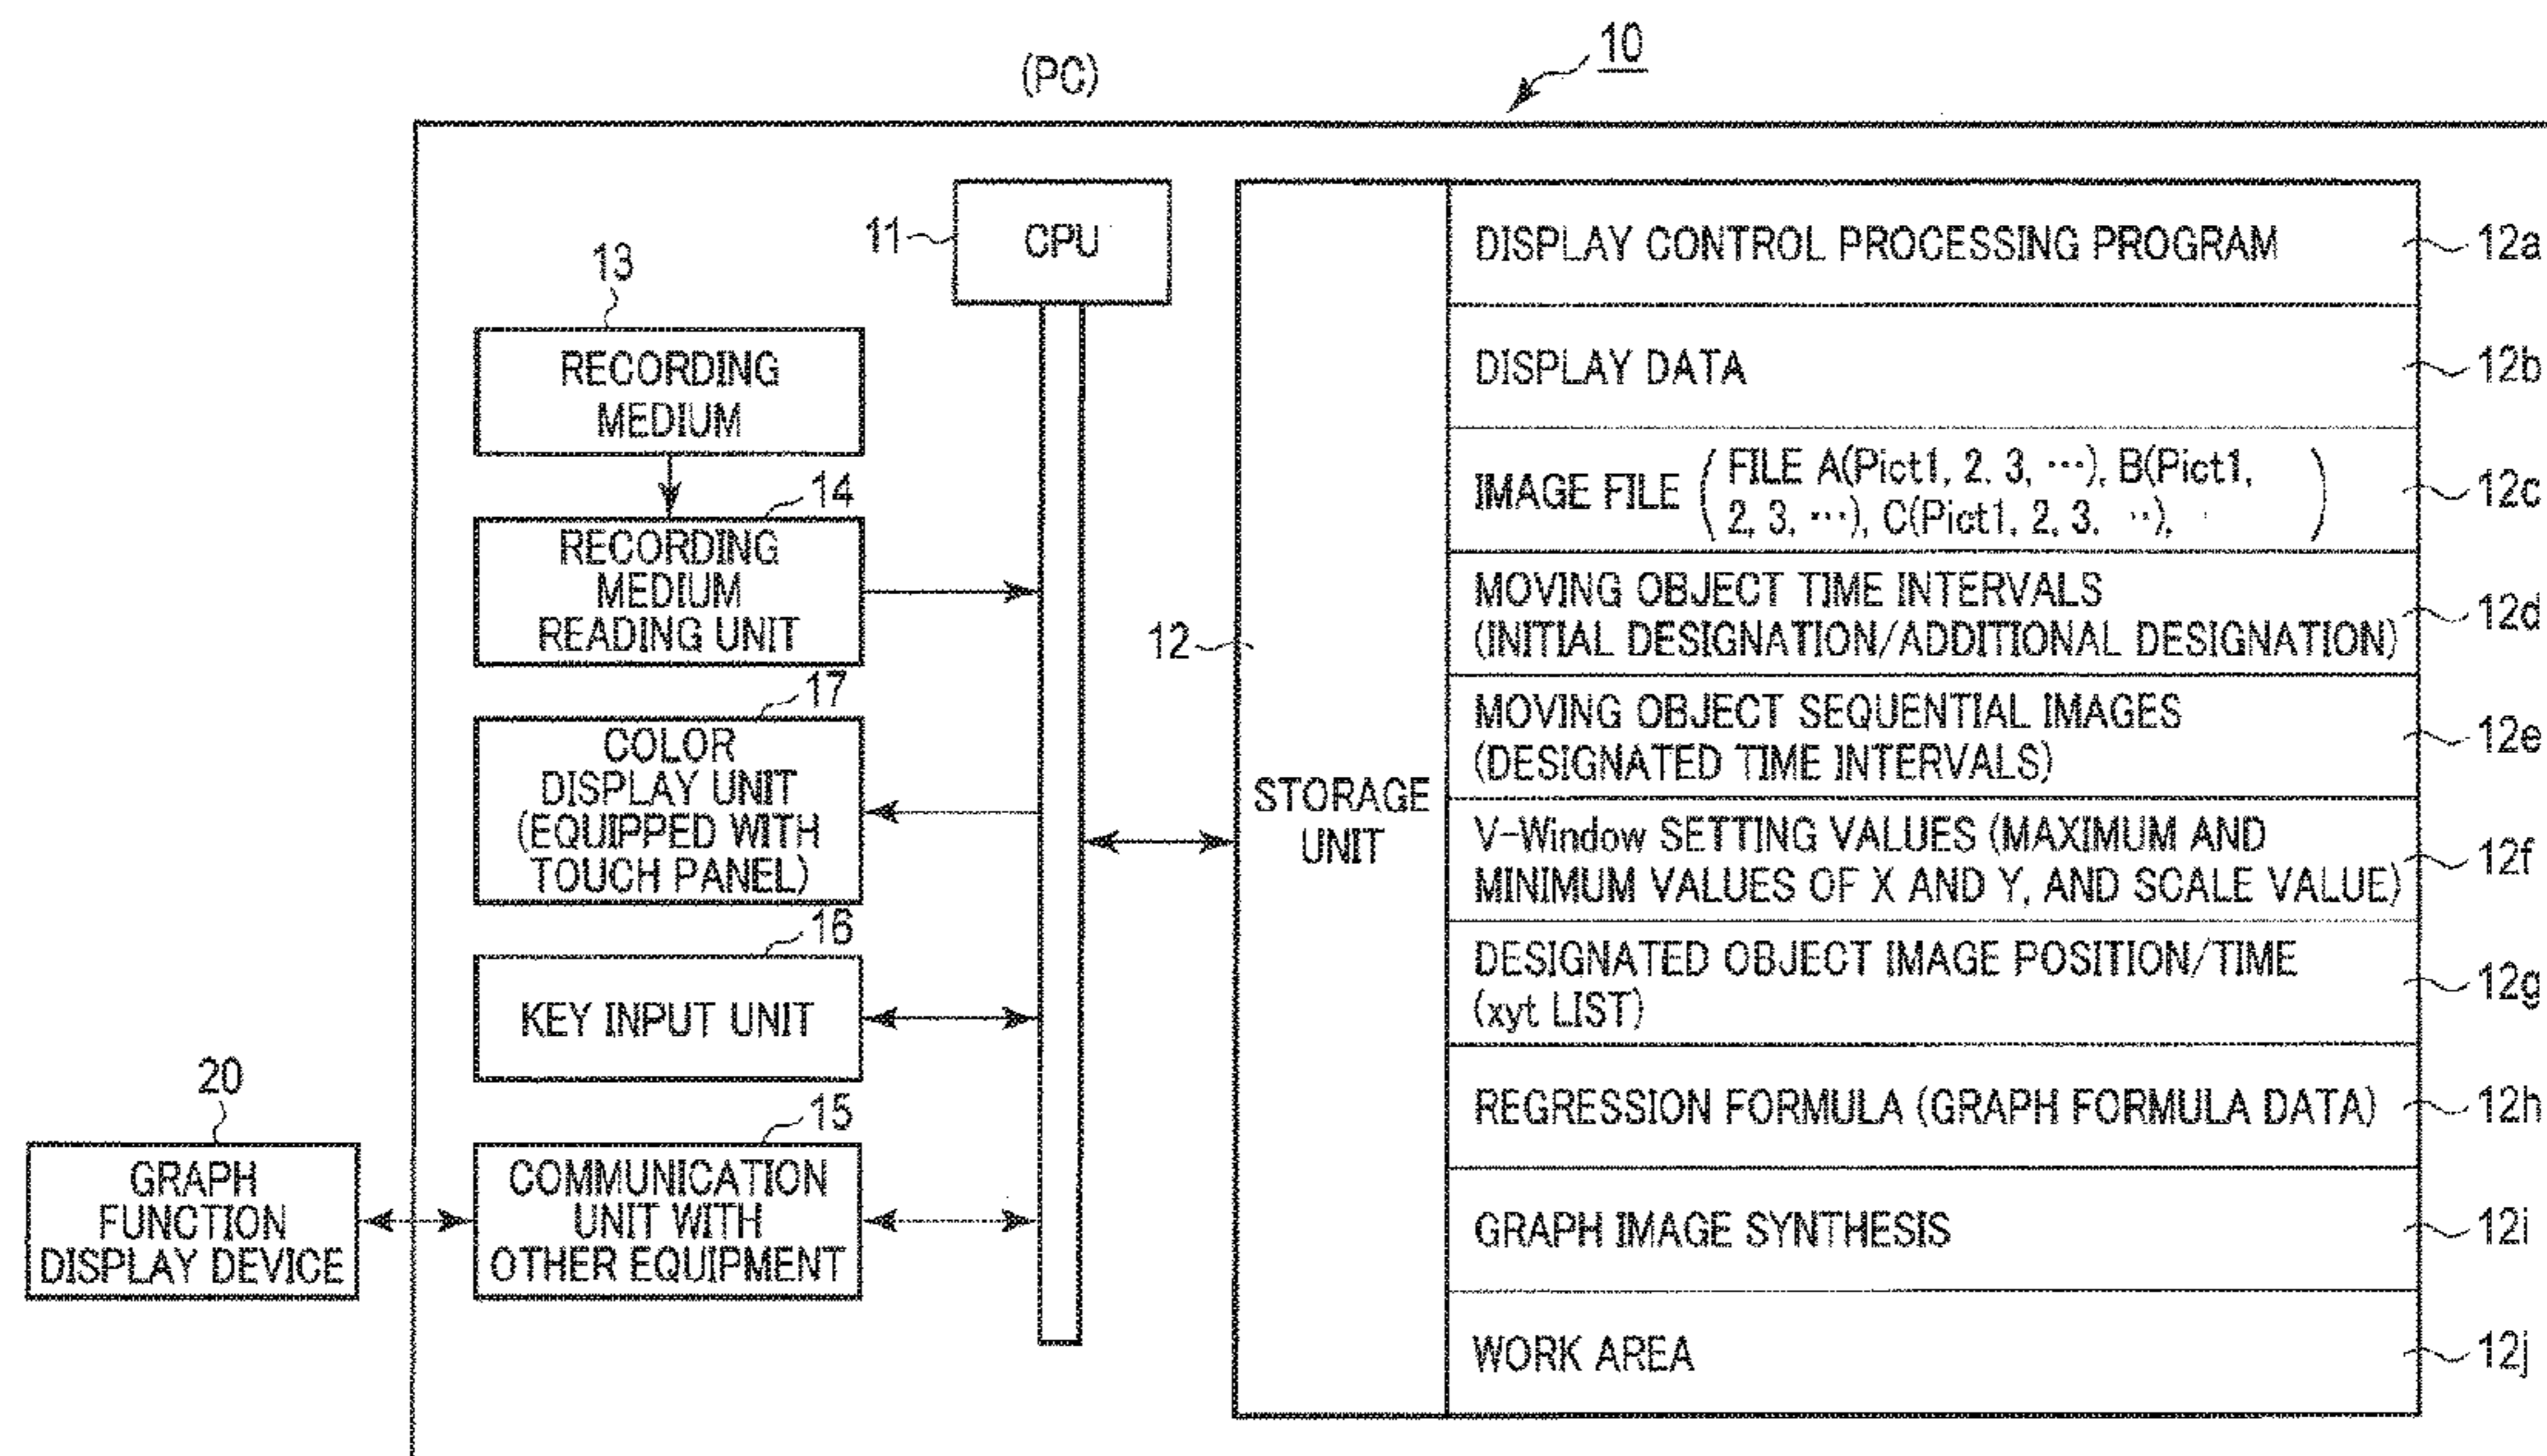 (PC)
10
11
CPU
13
RECORDING
MEDIUM
14
RECORDING
MEDIUM
READING UNIT
17
COLOR
DISPLAY UNIT
(EQUIPPED WITH
TOUCH PANEL)
16
KEY INPUT UNIT
15
COMMUNICATION
UNIT WITH
OTHER EQUIPMENT
20
GRAPH
FUNCTION
DISPLAY DEVICE
12
STORAGE
UNIT
DISPLAY CONTROL PROCESSING PROGRAM
12a
DISPLAY DATA
12b
IMAGE FILE ( FILE A(Pict1, 2, 3, ⋯), B(Pict1,
2, 3, ⋯), C(Pict1, 2, 3, ⋯), )
12c
MOVING OBJECT TIME INTERVALS
(INITIAL DESIGNATION/ADDITIONAL DESIGNATION)
12d
MOVING OBJECT SEQUENTIAL IMAGES
(DESIGNATED TIME INTERVALS)
12e
V-Window SETTING VALUES (MAXIMUM AND
MINIMUM VALUES OF X AND Y, AND SCALE VALUE)
12f
DESIGNATED OBJECT IMAGE POSITION/TIME
(xyt LIST)
12g
REGRESSION FORMULA (GRAPH FORMULA DATA)
12h
GRAPH IMAGE SYNTHESIS
12i
WORK AREA
12j